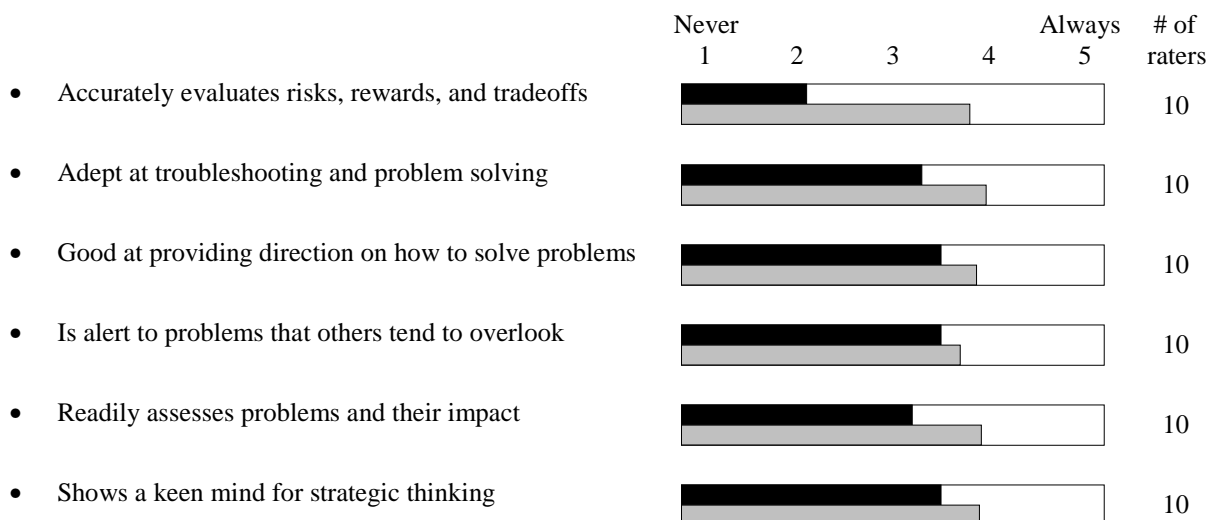 Never Always # of
1 2 3 4 5 raters
• Accurately evaluates risks, rewards, and tradeoffs 10
• Adept at troubleshooting and problem solving 10
• Good at providing direction on how to solve problems 10
• Is alert to problems that others tend to overlook 10
• Readily assesses problems and their impact 10
• Shows a keen mind for strategic thinking 10